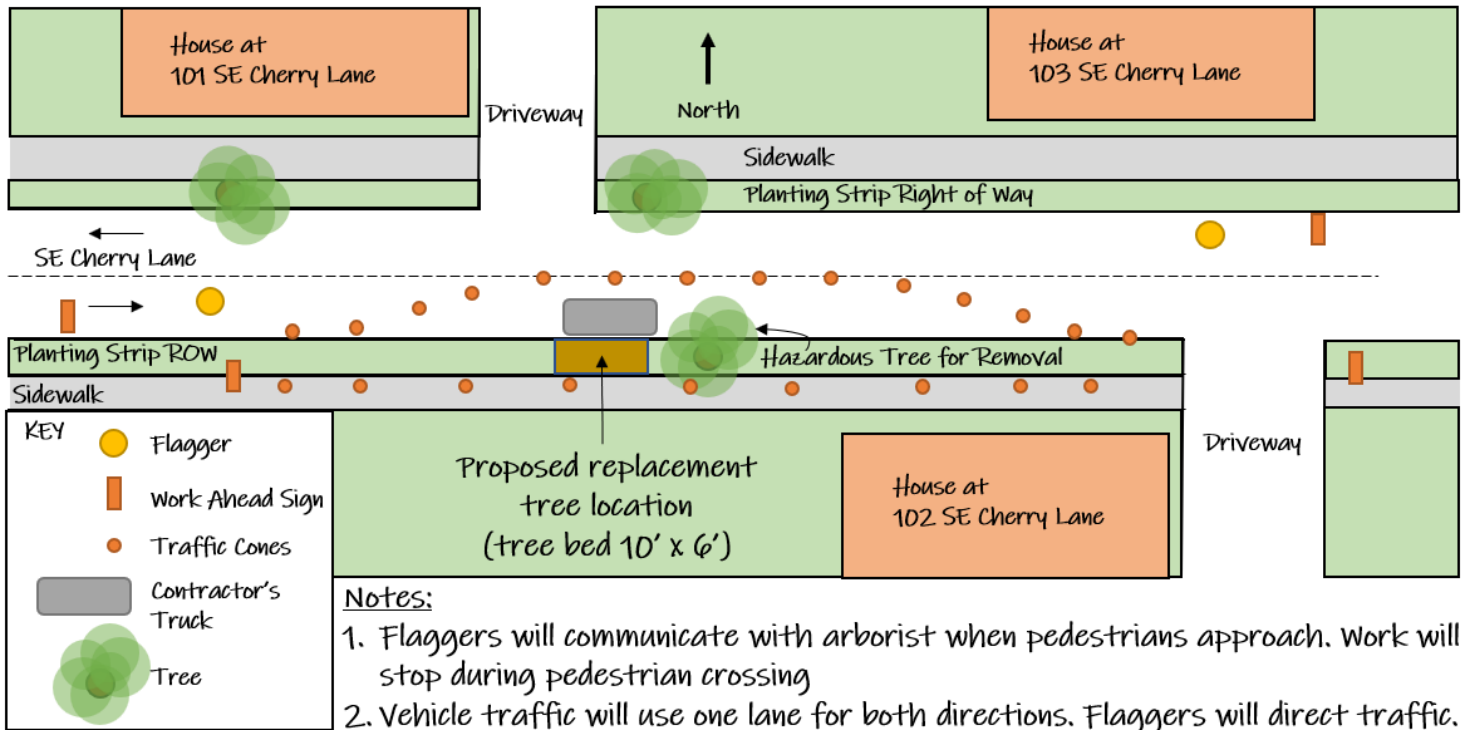 House at
101 SE Cherry Lane
Driveway
North
House at
103 SE Cherry Lane
Sidewalk
Planting Strip Right of Way
SE Cherry Lane
Planting Strip ROW
Hazardous Tree for Removal
Sidewalk
KEY
Flagger
Work Ahead Sign
Traffic Cones
Contractor's
Truck
Tree
Proposed replacement
tree location
(tree bed 10' x 6')
House at
102 SE Cherry Lane
Driveway
Notes:
1. Flaggers will communicate with arborist when pedestrians approach. Work will
stop during pedestrian crossing
2. Vehicle traffic will use one lane for both directions. Flaggers will direct traffic.